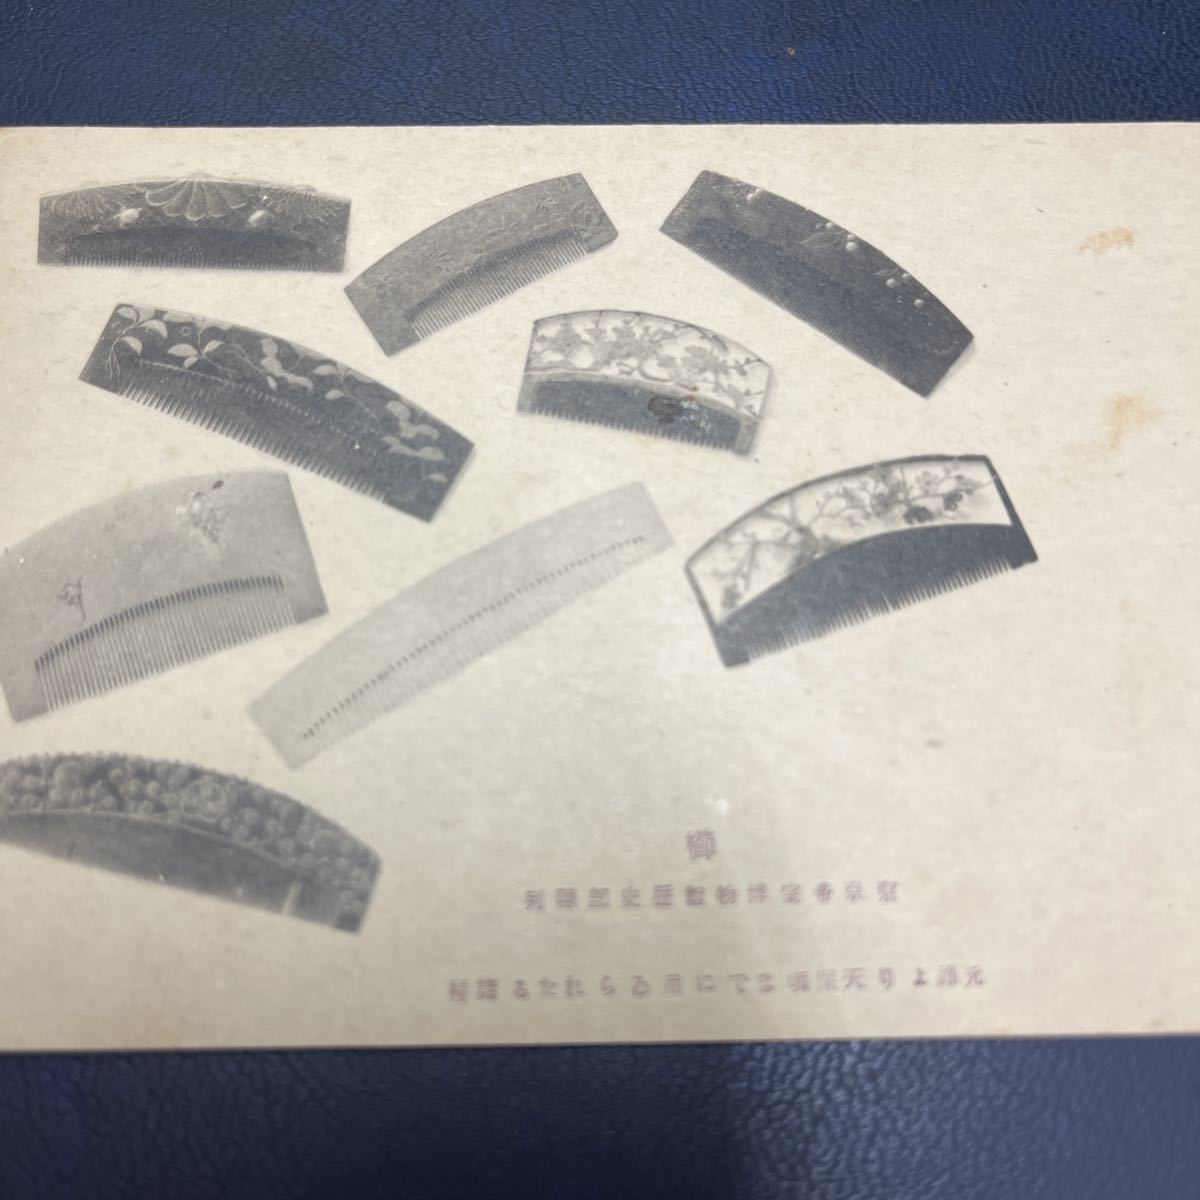 櫛
東京帝室博物館歴史部陳列
元禄より天保頃までに用ゐられたる諸種